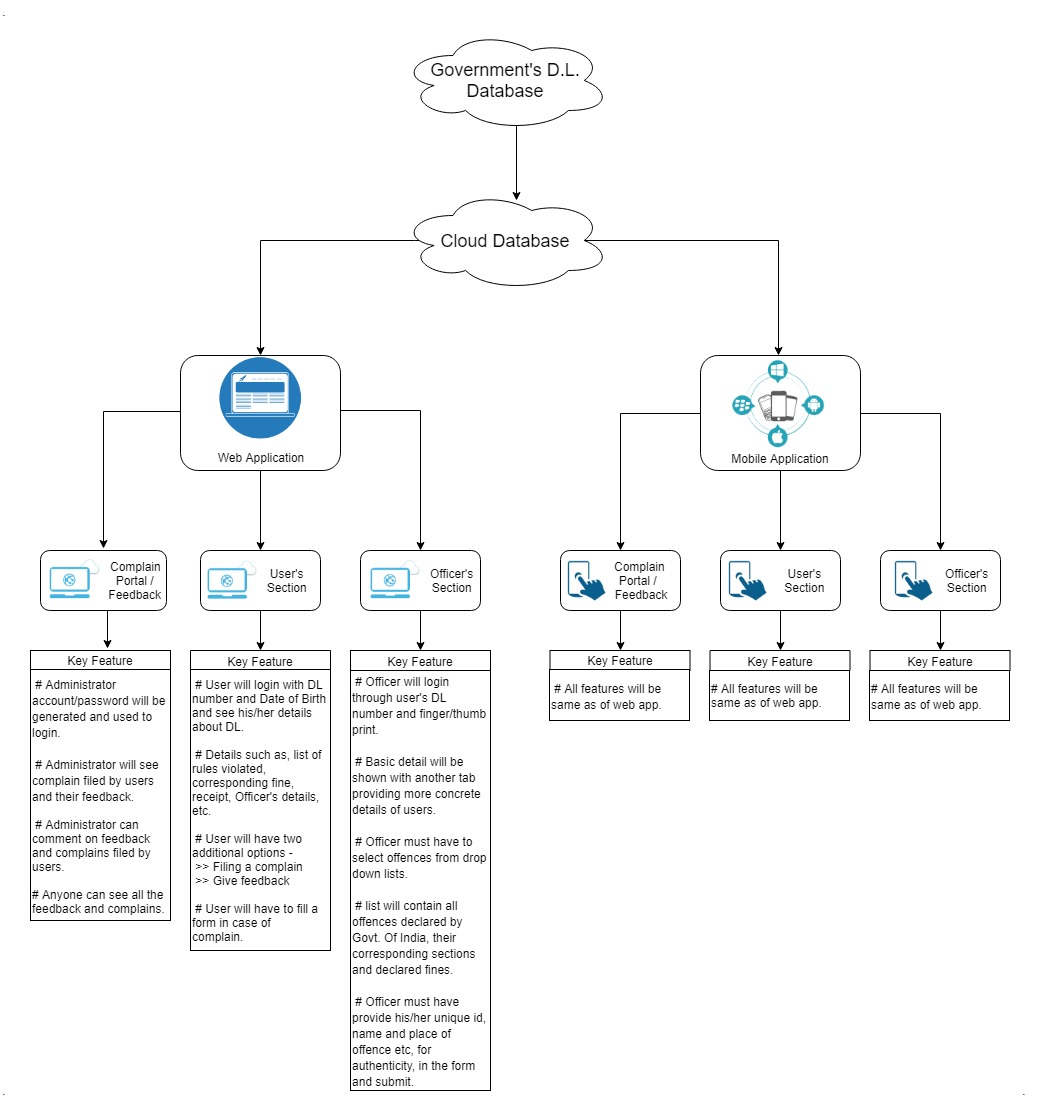 Government's D.L.
Database
Cloud Database
Web Application
Mobile Application
Complain
Portal /
Feedback
User's
Section
Officer's
Section
Complain
Portal /
Feedback
User's
Section
Officer's
Section
Key Feature
# Administrator
account/password will be
generated and used to
login.
# Administrator will see
complain filed by users
and their feedback.
# Administrator can
comment on feedback
and complains filed by
users.
# Anyone can see all the
feedback and complains.
Key Feature
# User will login with DL
number and Date of Birth
and see his/her details
about DL.
# Details such as, list of
rules violated,
corresponding fine,
receipt, Officer's details,
etc.
# User will have two
additional options -
>> Filing a complain
>> Give feedback
# User will have to fill a
form in case of
complain.
Key Feature
# Officer will login
through user's DL
number and finger/thumb
print.
# Basic detail will be
shown with another tab
providing more concrete
details of users.
# Officer must have to
select offences from drop
down lists.
# list will contain all
offences declared by
Govt. Of India, their
corresponding sections
and declared fines.
# Officer must have
provide his/her unique id,
name and place of
offence etc, for
authenticity, in the form
and submit.
Key Feature
# All features will be
same as of web app.
Key Feature
# All features will be
same as of web app.
Key Feature
# All features will be
same as of web app.